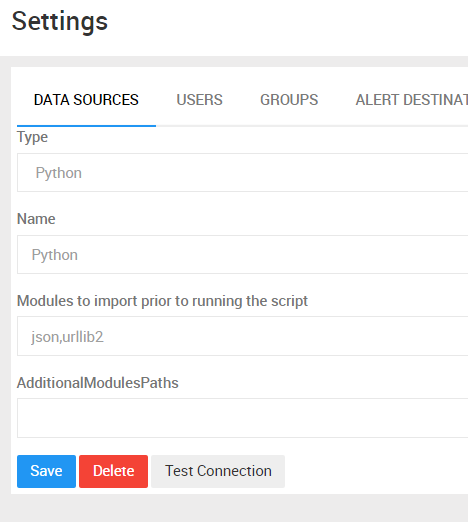 Settings
DATA SOURCES USERS GROUPS ALERT DESTINAT
Type
Python
Name
Python
Modules to import prior to running the script
json,urllib2
AdditionalModulesPaths
Save Delete Test Connection